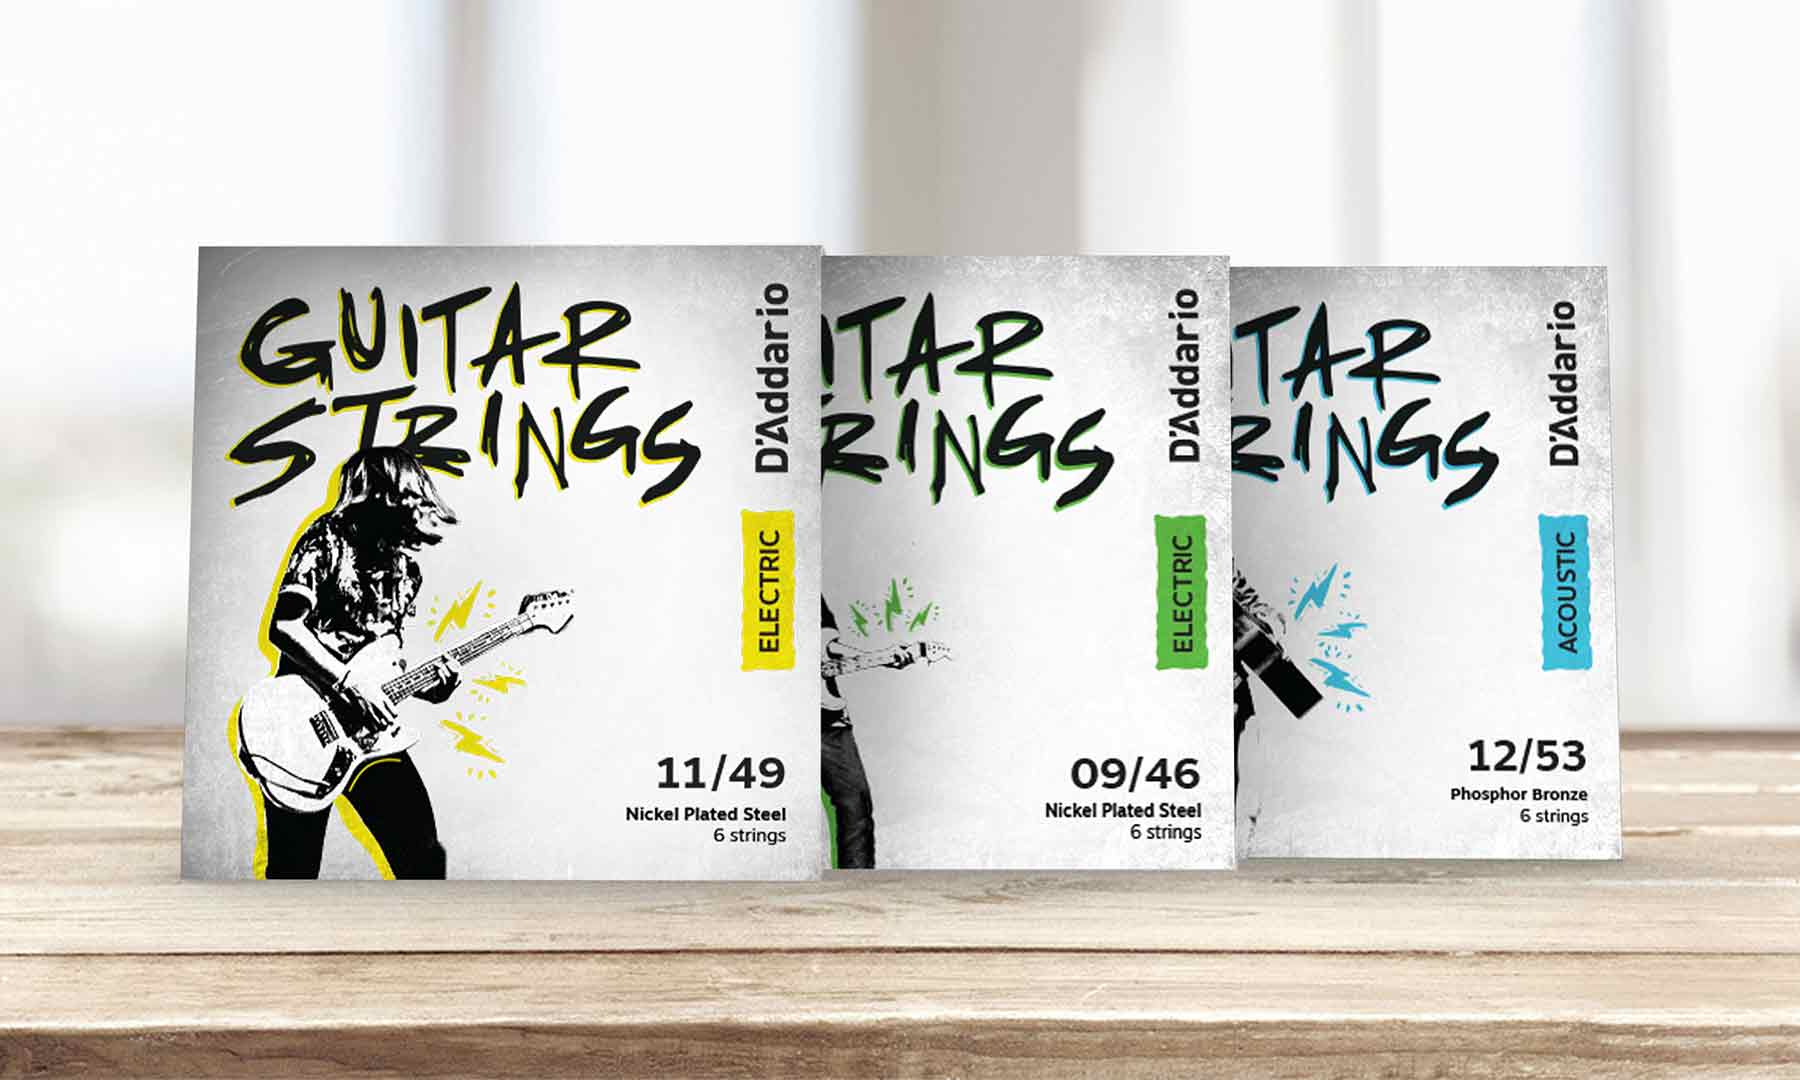 GUITAR
STRINGS
D'Addario
ELECTRIC
11/49
Nickel Plated Steel
6 strings
ITAR
RINGS
D'Addario
ELECTRIC
09/46
Nickel Plated Steel
6 strings
TAR
RINGS
D'Addario
ACOUSTIC
12/53
Phosphor Bronze
6 strings